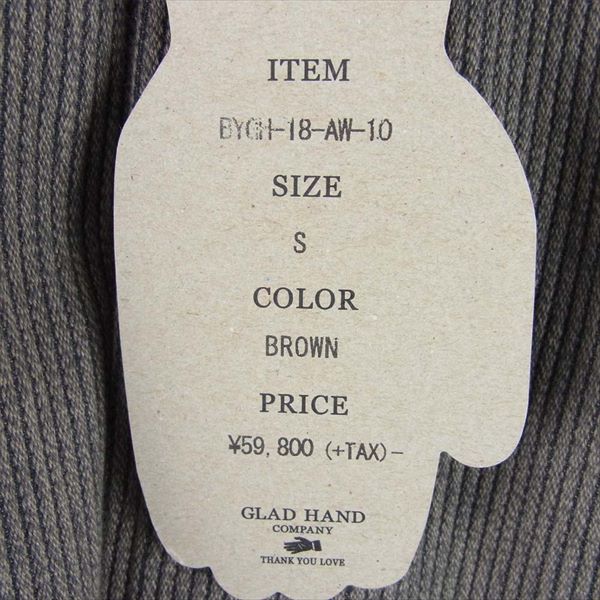 ITEM
BYGH-18-AW-10
SIZE
S
COLOR
BROWN
PRICE
¥59,800 (+TAX)-
GLAD HAND
COMPANY
THANK YOU LOVE